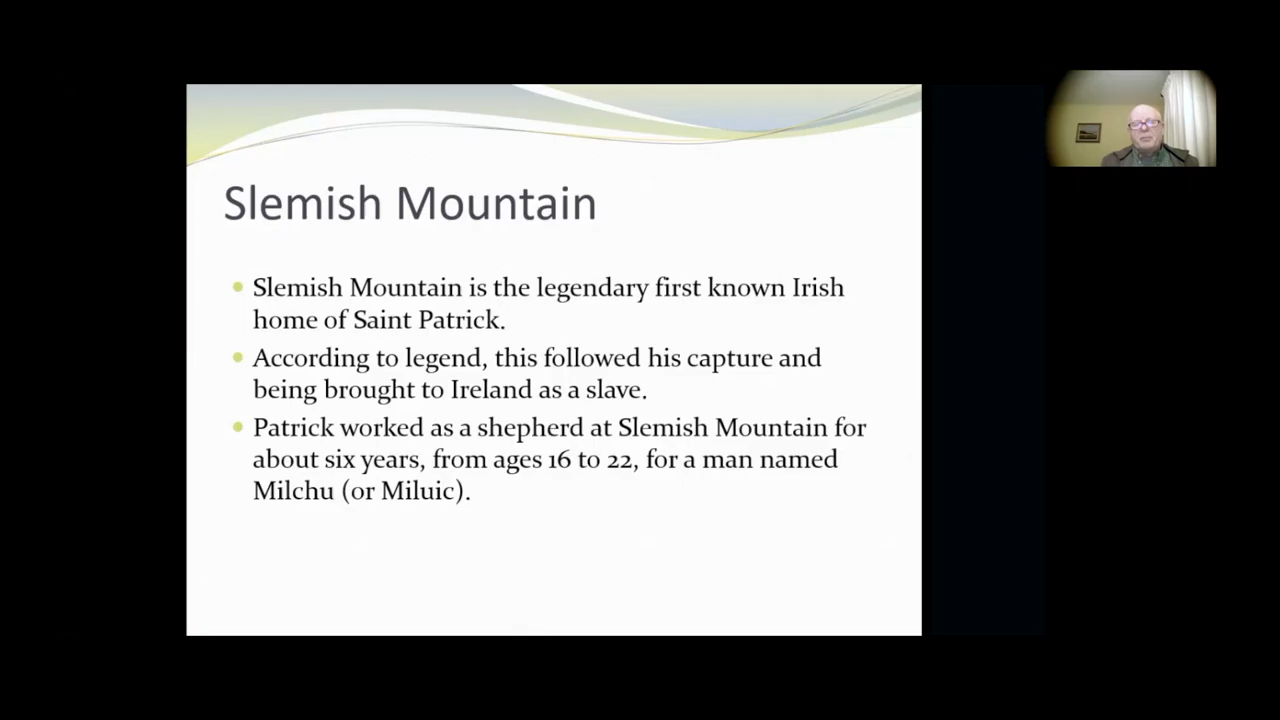 Slemish Mountain
Slemish Mountain is the legendary first known Irish
home of Saint Patrick.
According to legend, this followed his capture and
being brought to Ireland as a slave.
Patrick worked as a shepherd at Slemish Mountain for
about six years, from ages 16 to 22, for a man named
Milchu (or Miluic).